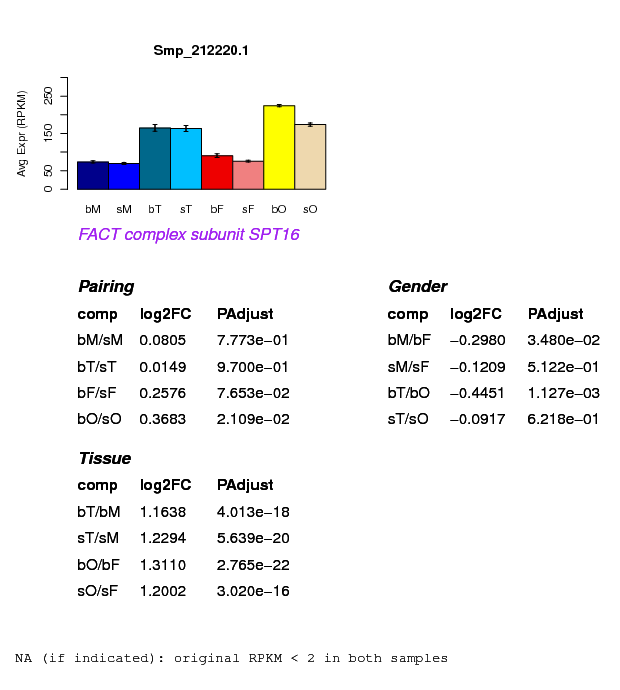 Smp_212220.1
Avg Expr (RPKM)
250
150
50
0
bM sM bT sT bF sF bO sO
FACT complex subunit SPT16
Pairing
comp log2FC PAdjust
bM/sM 0.0805 7.773e−01
bT/sT 0.0149 9.700e−01
bF/sF 0.2576 7.653e−02
bO/sO 0.3683 2.109e−02
Gender
comp log2FC PAdjust
bM/bF −0.2980 3.480e−02
sM/sF −0.1209 5.122e−01
bT/bO −0.4451 1.127e−03
sT/sO −0.0917 6.218e−01
Tissue
comp log2FC PAdjust
bT/bM 1.1638 4.013e−18
sT/sM 1.2294 5.639e−20
bO/bF 1.3110 2.765e−22
sO/sF 1.2002 3.020e−16
NA (if indicated): original RPKM < 2 in both samples